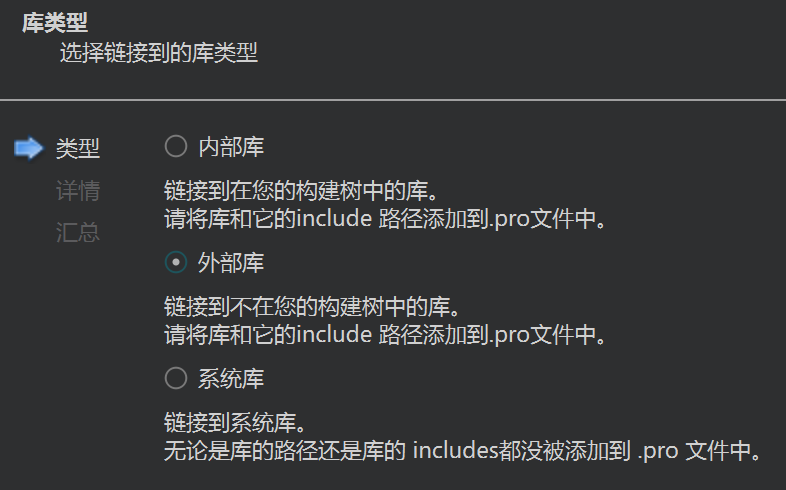 库类型
选择链接到的库类型
类型
详情
汇总
内部库
链接到在您的构建树中的库。
请将库和它的include 路径添加到.pro文件中。
外部库
链接到不在您的构建树中的库。
请将库和它的include 路径添加到.pro文件中。
系统库
链接到系统库。
无论是库的路径还是库的 includes都没被添加到 .pro 文件中。